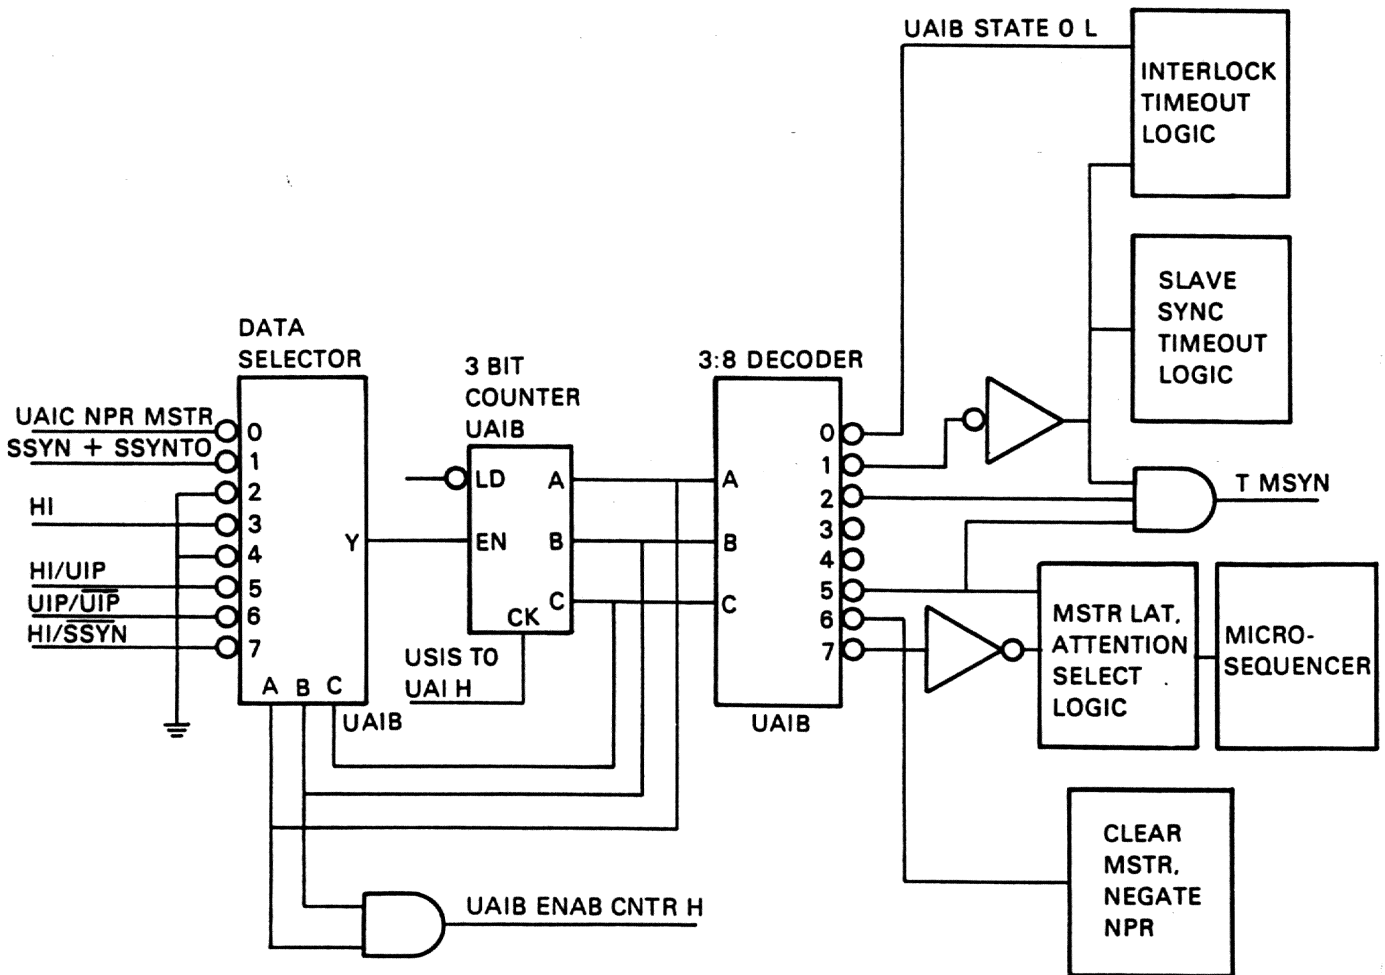 UAIB STATE 0 L
INTERLOCK
TIMEOUT
LOGIC
SLAVE
SYNC
TIMEOUT
LOGIC
DATA
SELECTOR
3 BIT
COUNTER
UAIB
3:8 DECODER
UAIC NPR MSTR
SSYN + SSYNTO
HI
HI/UIP
UIP/U̅I̅P̅
HI/S̅S̅Y̅N̅
0
1
2
3
4
5
6
7
Y
A B C
UAIB
LD
EN
CK
A
B
C
USIS TO
UAI H
A
B
C
0
1
2
3
4
5
6
7
UAIB
T MSYN
MSTR LAT,
ATTENTION
SELECT
LOGIC
MICRO-
SEQUENCER
CLEAR
MSTR,
NEGATE
NPR
UAIB ENAB CNTR H